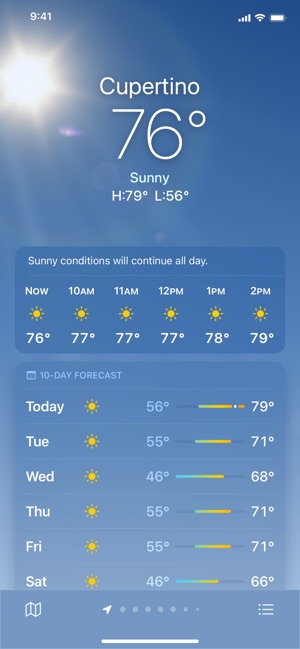 9:41
Cupertino
76°
Sunny
H:79° L:56°
Sunny conditions will continue all day.
Now 10AM 11AM 12PM 1PM 2PM
76° 77° 77° 77° 78° 79°
10-DAY FORECAST
Today 56° 79°
Tue 55° 71°
Wed 46° 68°
Thu 55° 71°
Fri 55° 71°
Sat 46° 66°